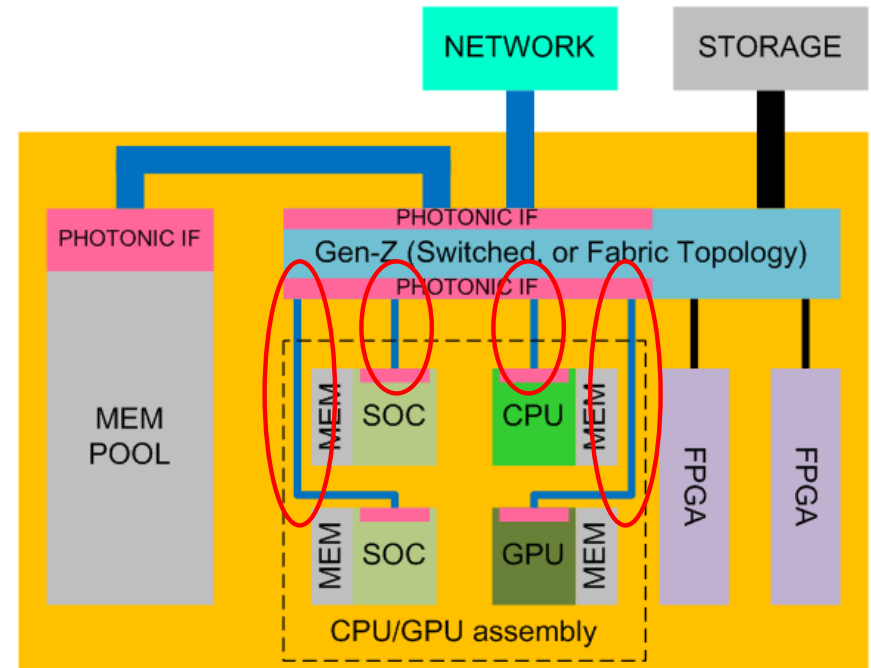 NETWORK
STORAGE
PHOTONIC IF
PHOTONIC IF
Gen-Z (Switched, or Fabric Topology)
PHOTONIC IF
MEM
POOL
MEM
SOC
CPU
MEM
FPGA
FPGA
MEM
SOC
GPU
MEM
CPU/GPU assembly